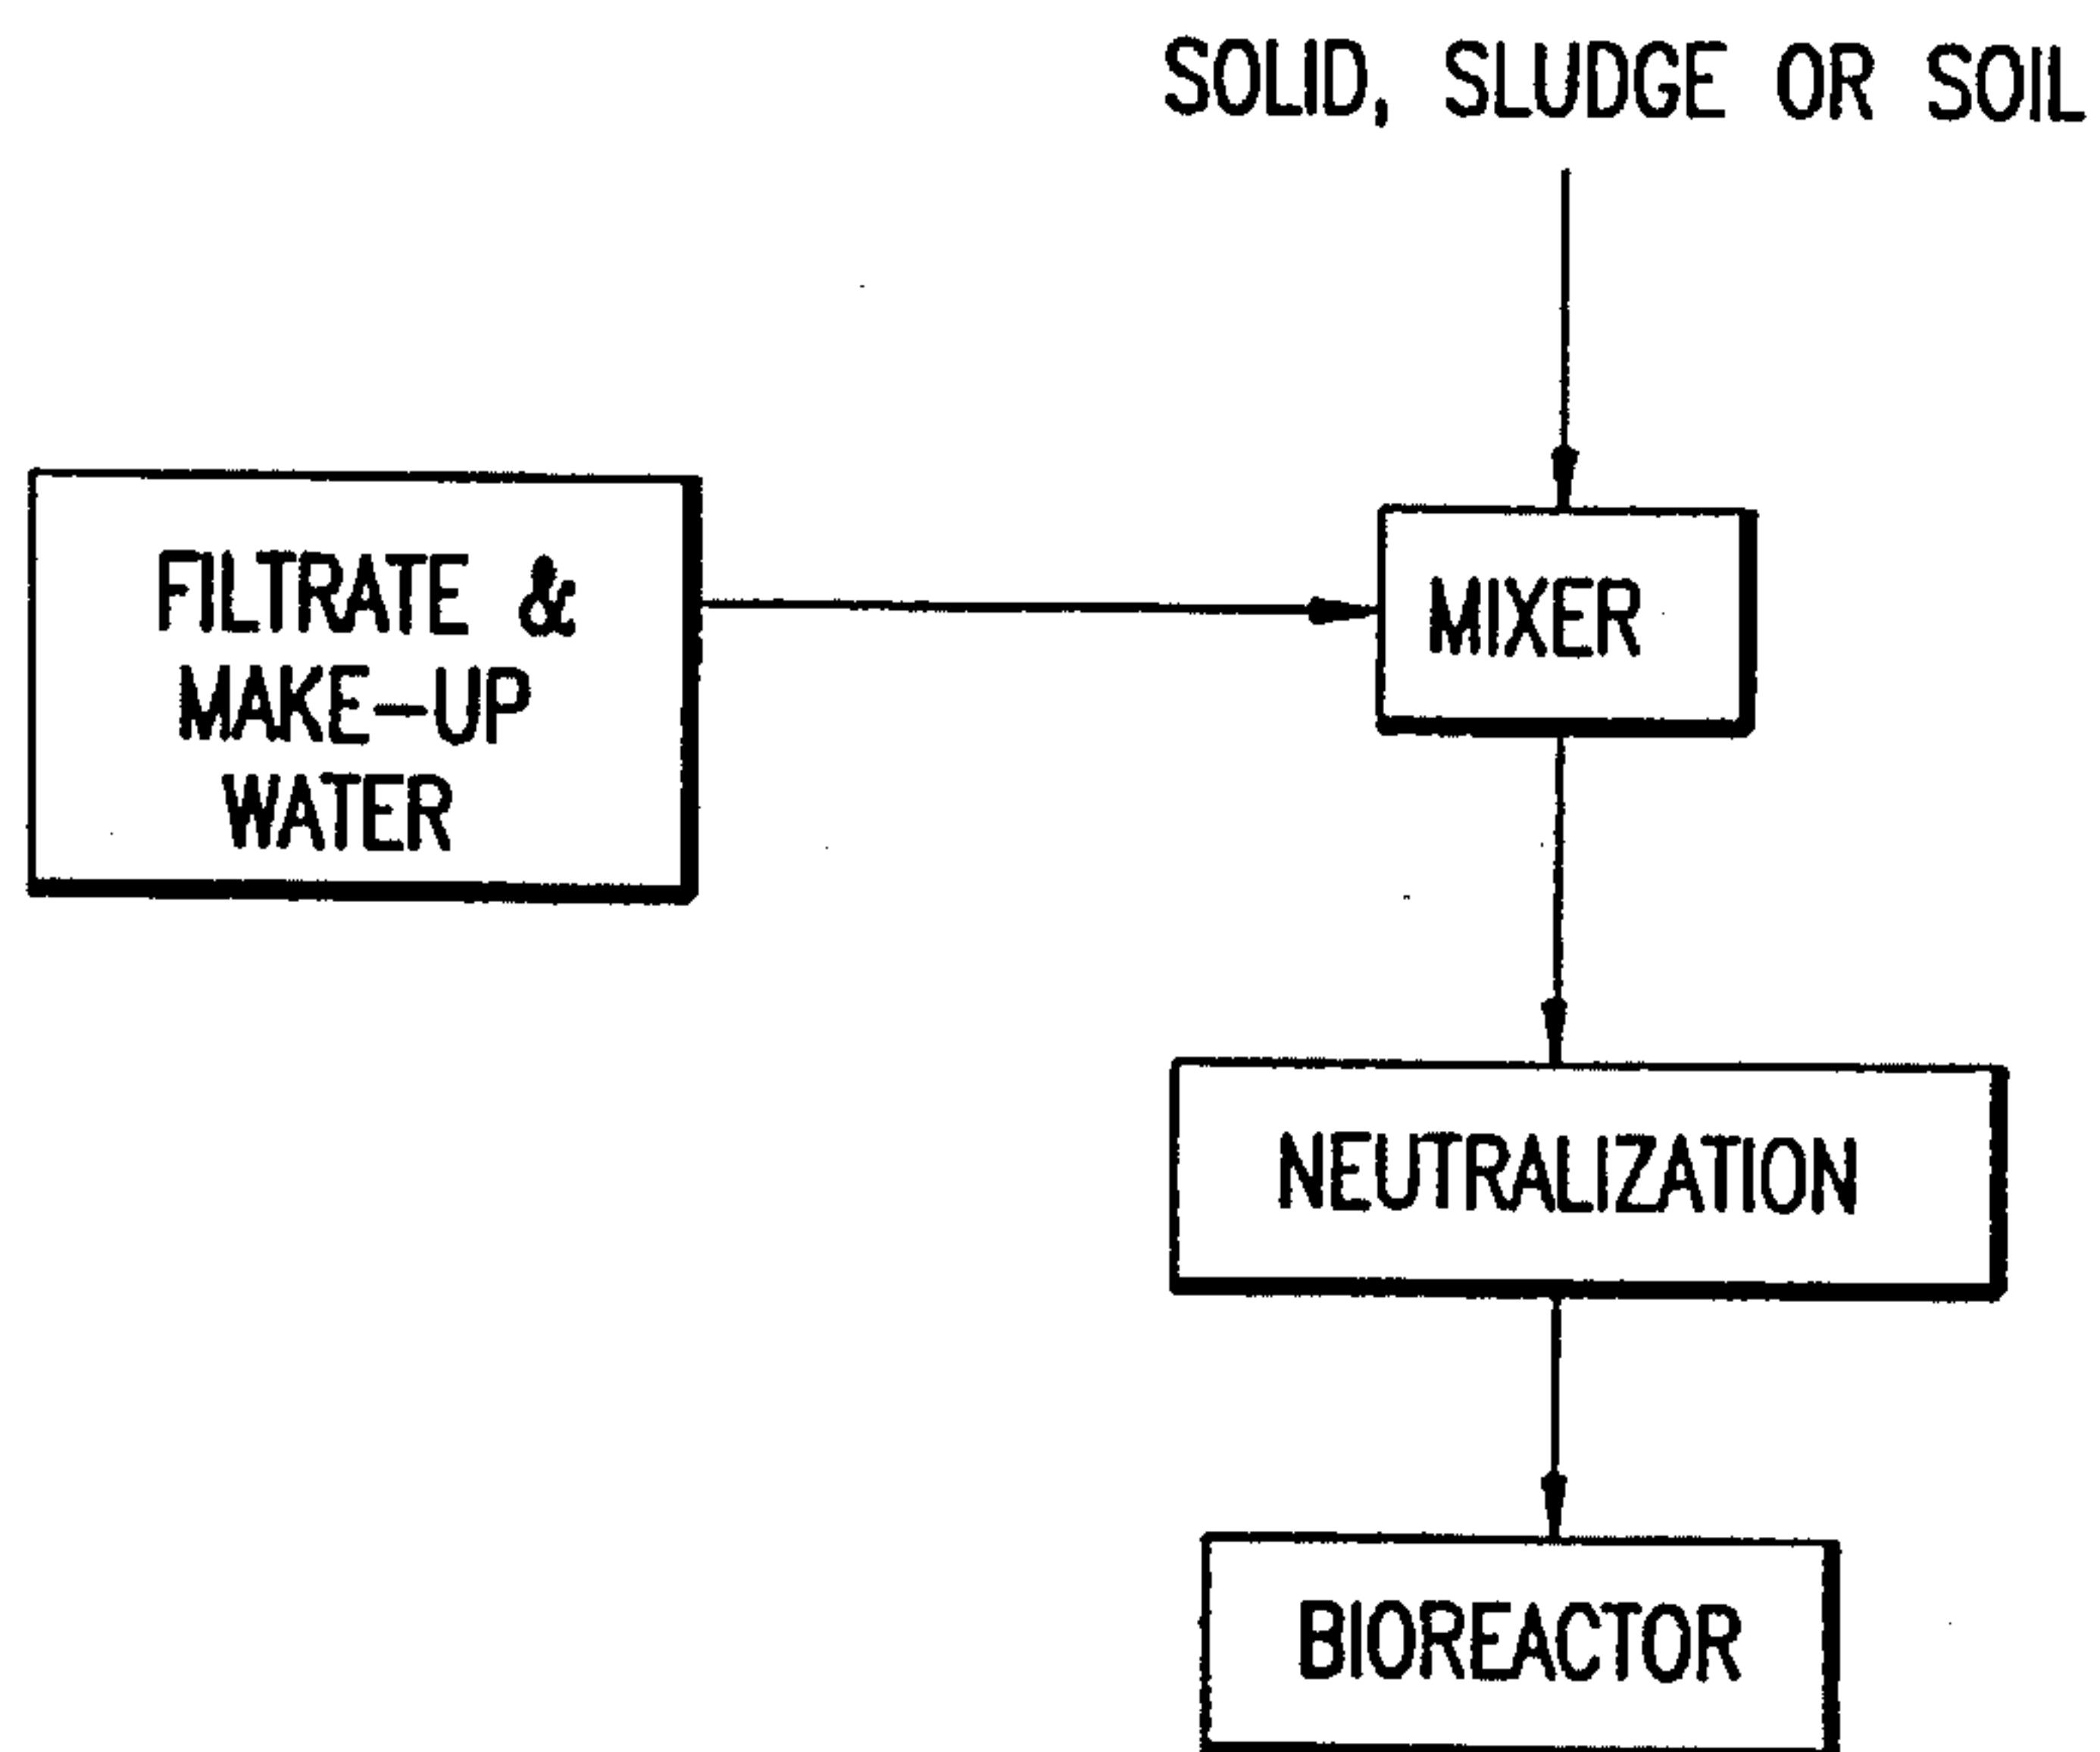 SOLID, SLUDGE OR SOIL
FILTRATE &
MAKE-UP
WATER
MIXER
NEUTRALIZATION
BIOREACTOR